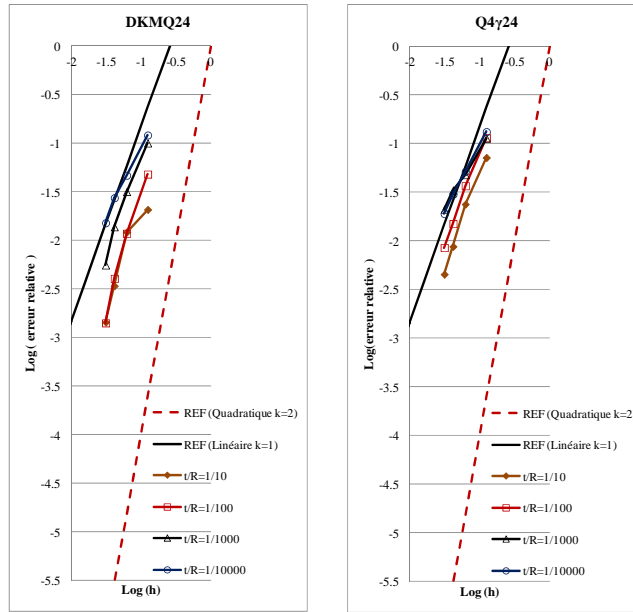 DKMQ24
-2 -1.5 -1 -0.5 0
0
-0.5
-1
-1.5
-2
-2.5
-3
-3.5
-4
-4.5
-5
-5.5
Log( erreur relative )
Log (h)
REF (Quadratique k=2)
REF (Linéaire k=1)
t/R=1/10
t/R=1/100
t/R=1/1000
t/R=1/10000
Q4γ24
-2 -1.5 -1 -0.5 0
0
-0.5
-1
-1.5
-2
-2.5
-3
-3.5
-4
-4.5
-5
-5.5
Log(erreur relative )
Log (h)
REF (Quadratique k=2
REF (Linéaire k=1)
t/R=1/10
t/R=1/100
t/R=1/1000
t/R=1/10000